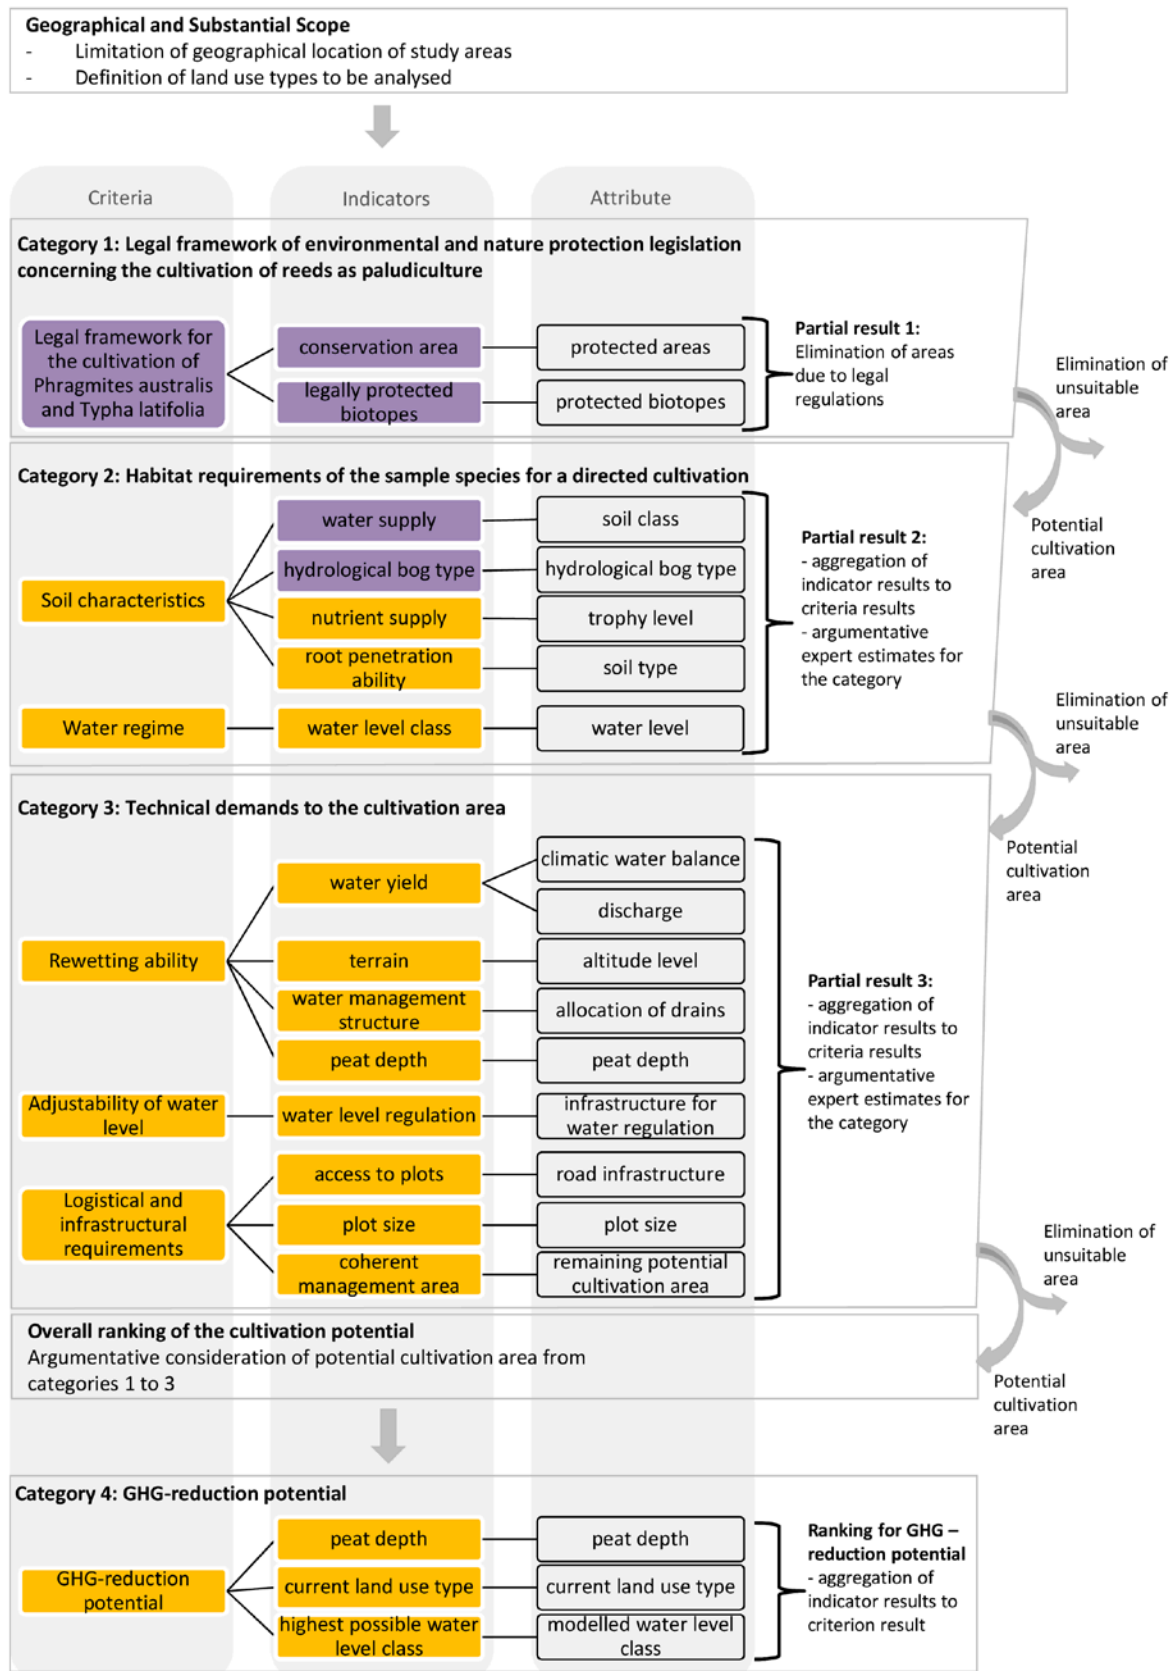 Geographical and Substantial Scope
- Limitation of geographical location of study areas
- Definition of land use types to be analysed
Criteria
Indicators
Attribute
Category 1: Legal framework of environmental and nature protection legislation
concerning the cultivation of reeds as paludiculture
Legal framework for
the cultivation of
Phragmites australis
and Typha latifolia
conservation area
protected areas
legally protected
biotopes
protected biotopes
Partial result 1:
Elimination of areas
due to legal
regulations
Elimination of
unsuitable
area
Potential
cultivation
area
Category 2: Habitat requirements of the sample species for a directed cultivation
Soil characteristics
water supply
soil class
hydrological bog type
hydrological bog type
nutrient supply
trophy level
root penetration
ability
soil type
Water regime
water level class
water level
Partial result 2:
- aggregation of
indicator results to
criteria results
- argumentative
expert estimates for
the category
Elimination of
unsuitable
area
Potential
cultivation
area
Category 3: Technical demands to the cultivation area
Rewetting ability
water yield
climatic water balance
discharge
terrain
altitude level
water management
structure
allocation of drains
peat depth
peat depth
Adjustability of water
level
water level regulation
infrastructure for
water regulation
Logistical and
infrastructural
requirements
access to plots
road infrastructure
plot size
plot size
coherent
management area
remaining potential
cultivation area
Partial result 3:
- aggregation of
indicator results to
criteria results
- argumentative
expert estimates for
the category
Elimination of
unsuitable
area
Potential
cultivation
area
Overall ranking of the cultivation potential
Argumentative consideration of potential cultivation area from
categories 1 to 3
Category 4: GHG-reduction potential
GHG-reduction
potential
peat depth
peat depth
current land use type
current land use type
highest possible water
level class
modelled water level
class
Ranking for GHG –
reduction potential
- aggregation of
indicator results to
criterion result